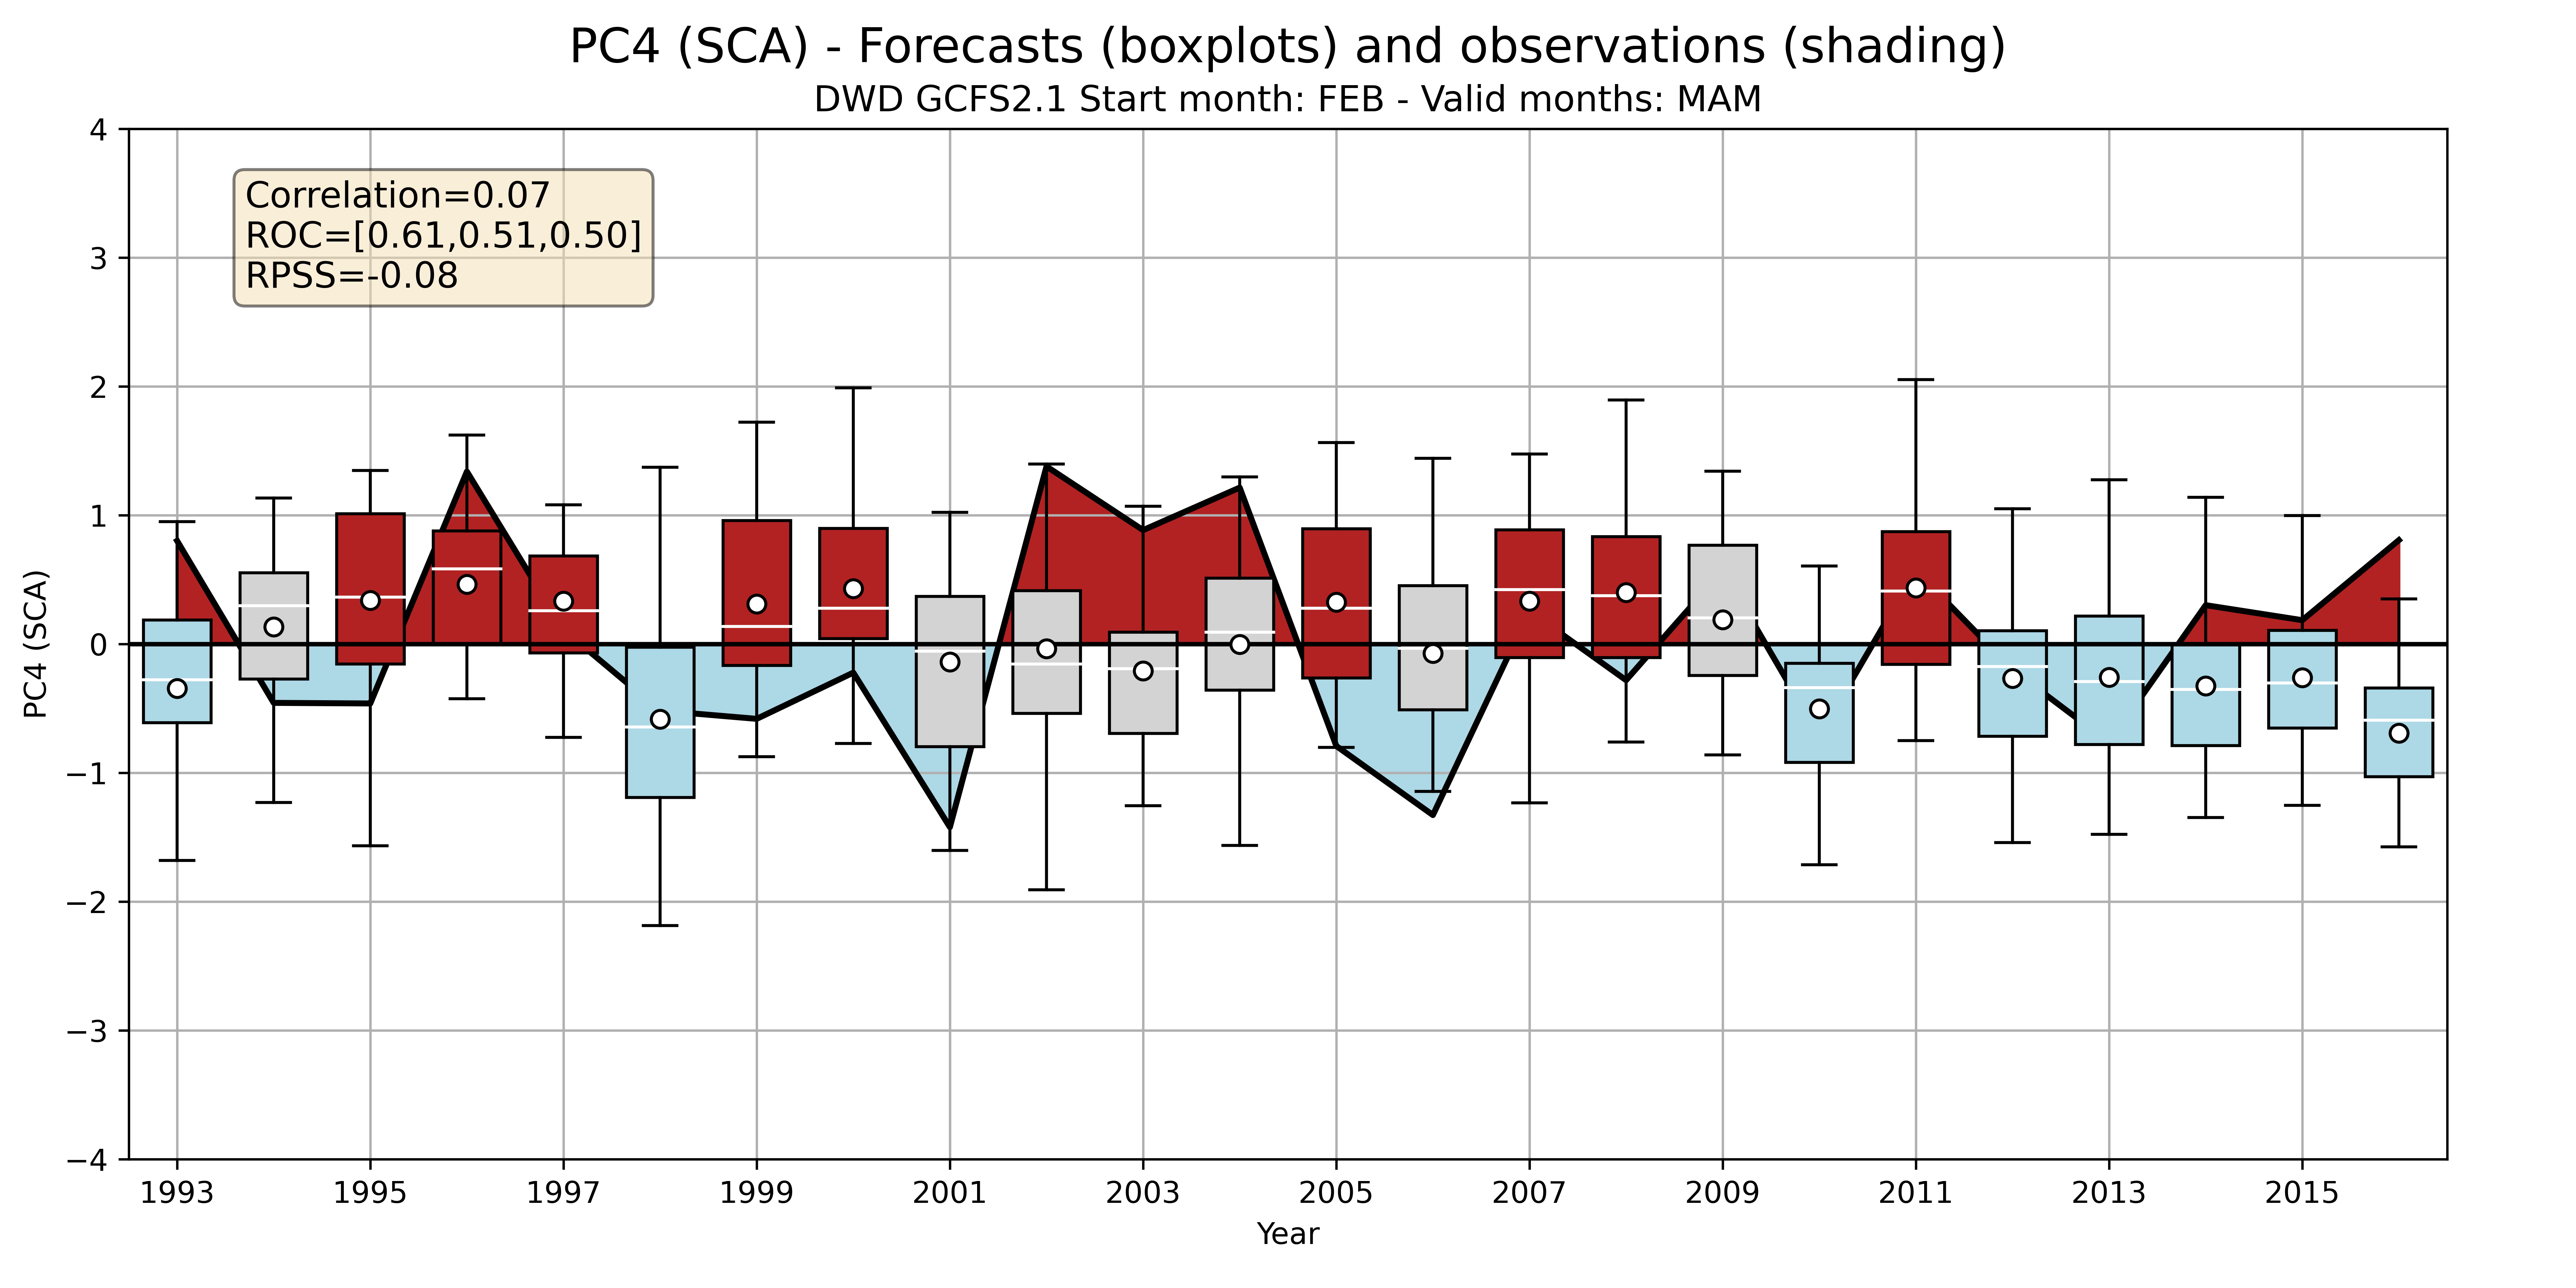 PC4 (SCA) - Forecasts (boxplots) and observations (shading)
DWD GCFS2.1 Start month: FEB - Valid months: MAM
Correlation=0.07
ROC=[0.61,0.51,0.50]
RPSS=-0.08
PC4 (SCA)
4
3
2
1
0
−1
−2
−3
−4
1993 1995 1997 1999 2001 2003 2005 2007 2009 2011 2013 2015
Year